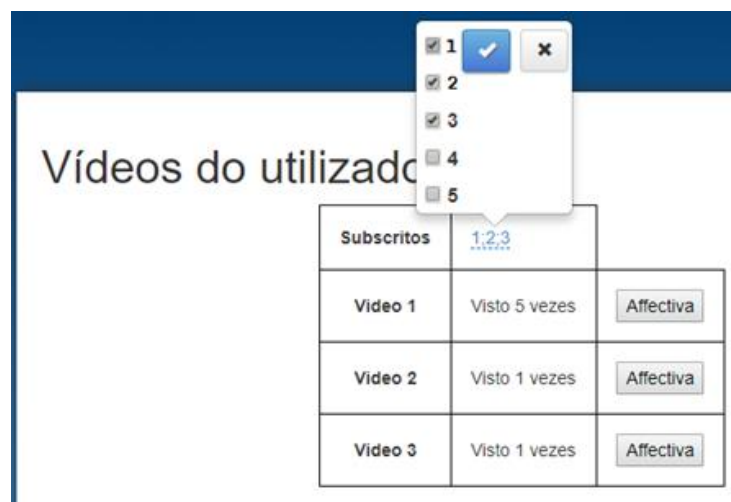 1
2
3
4
5
Vídeos do utilizado
Subscritos 1;2;3
Video 1 Visto 5 vezes Affectiva
Video 2 Visto 1 vezes Affectiva
Video 3 Visto 1 vezes Affectiva